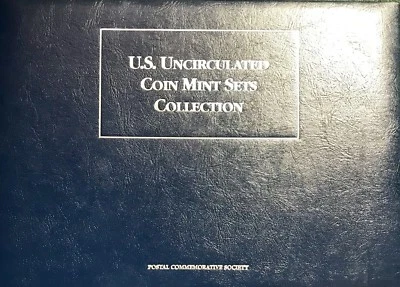 U.S. UNCIRCULATED
COIN MINT SETS
COLLECTION
POSTAL COMMEMORATIVE SOCIETY